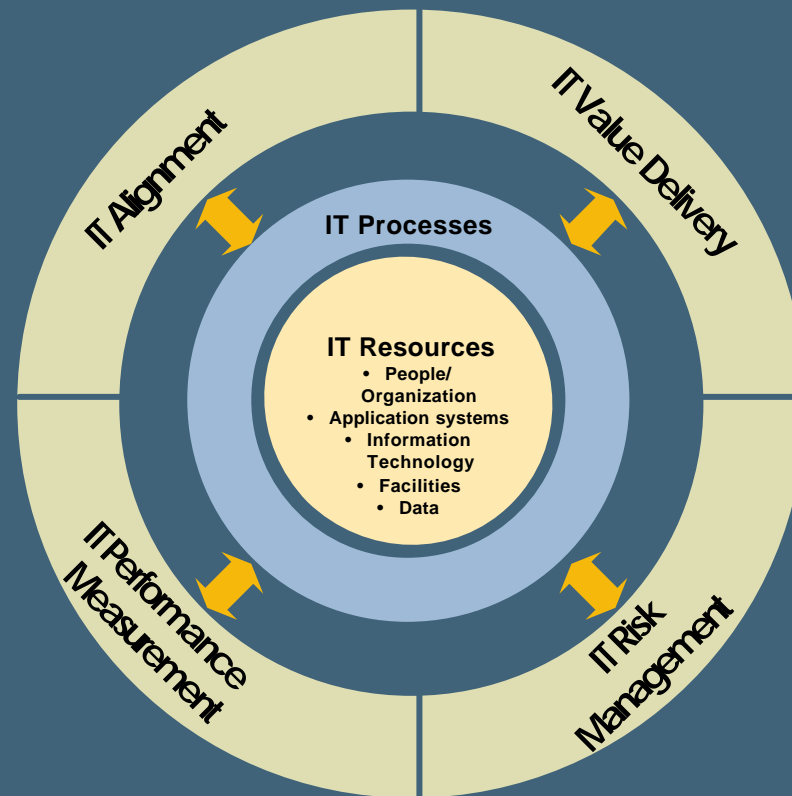 IT Alignment
IT Value Delivery
IT Processes
IT Resources
• People/
Organization
• Application systems
• Information
Technology
• Facilities
• Data
IT Performance
Measurement
IT Risk
Management